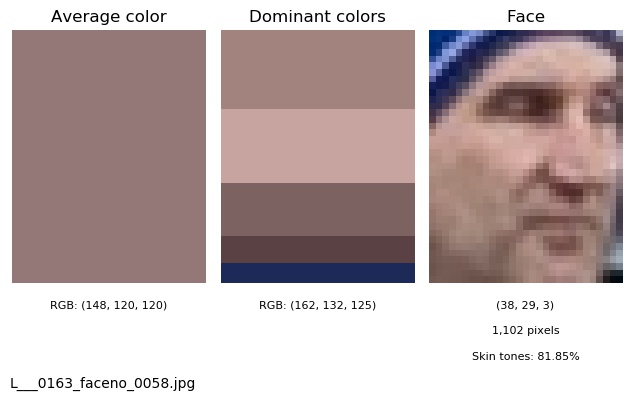 Average color
Dominant colors
Face
RGB: (148, 120, 120)
RGB: (162, 132, 125)
(38, 29, 3)
1,102 pixels
Skin tones: 81.85%
L___0163_faceno_0058.jpg